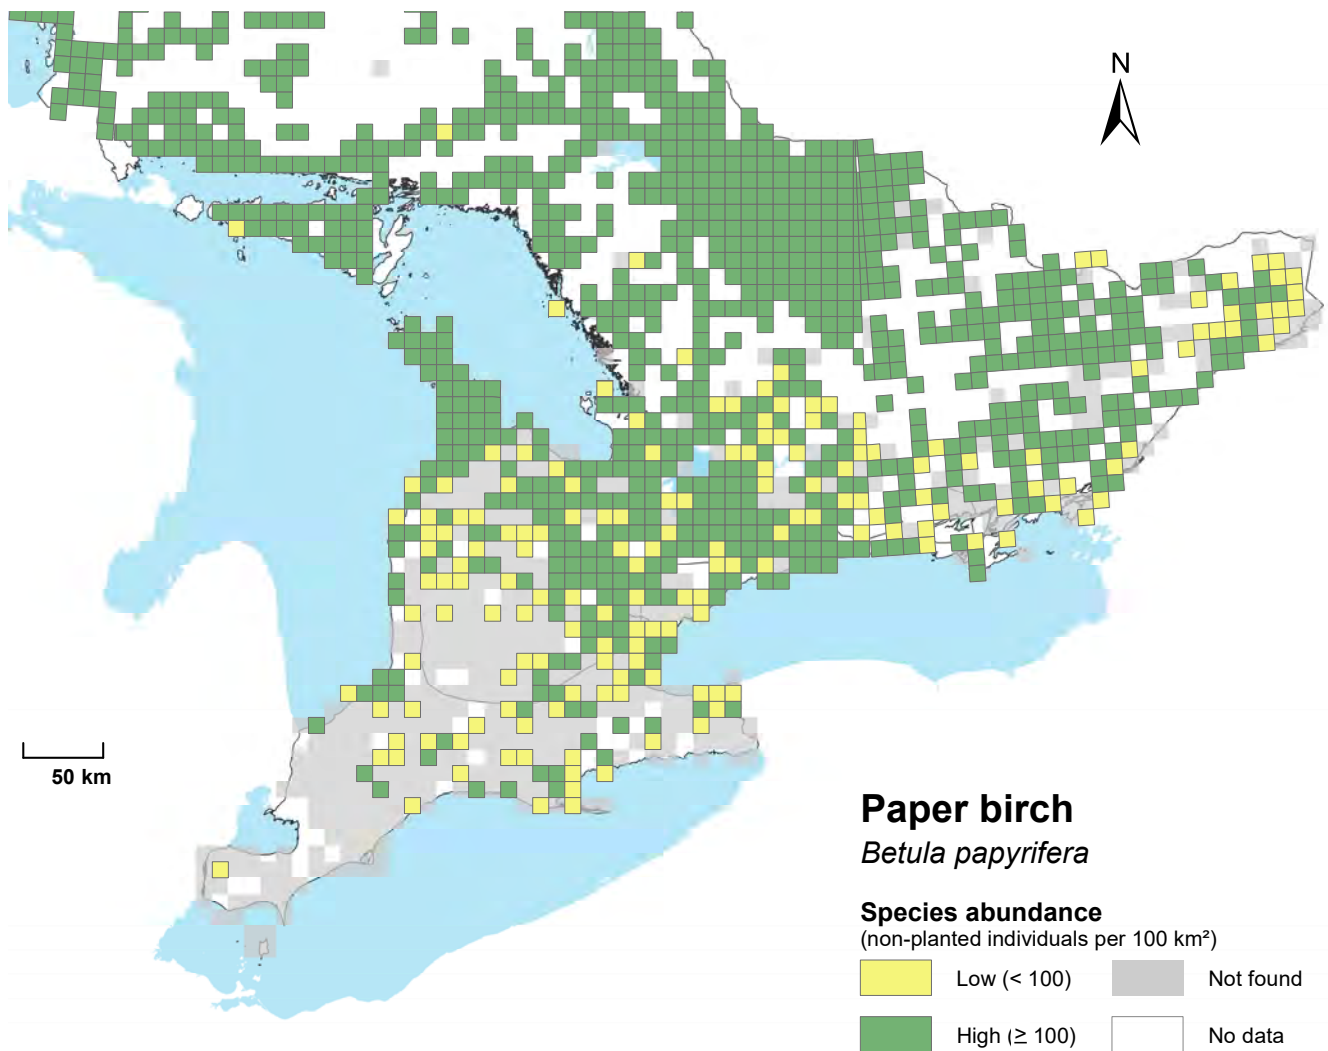 N
50 km
Paper birch
Betula papyrifera
Species abundance
(non-planted individuals per 100 km²)
Low (< 100)
Not found
High (≥ 100)
No data